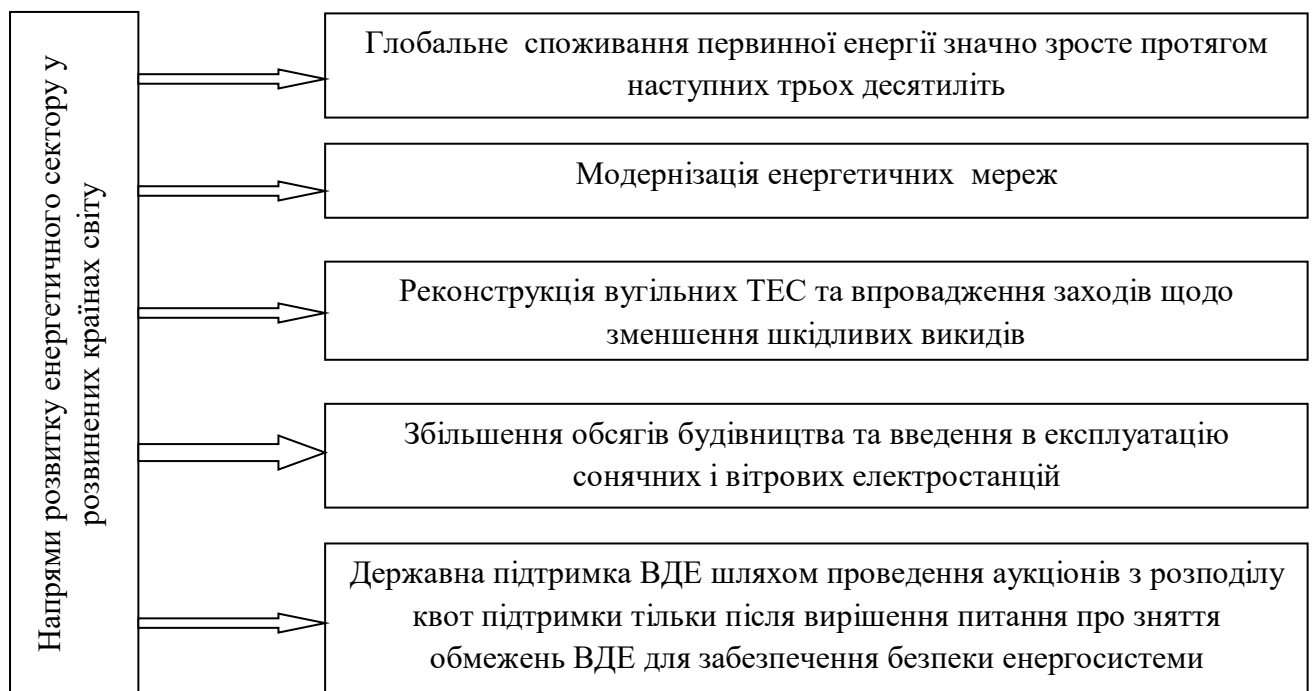 Напрями розвитку енергетичного сектору у
розвинених країнах світу
Глобальне споживання первинної енергії значно зросте протягом
наступних трьох десятиліть
Модернізація енергетичних мереж
Реконструкція вугільних ТЕС та впровадження заходів щодо
зменшення шкідливих викидів
Збільшення обсягів будівництва та введення в експлуатацію
сонячних і вітрових електростанцій
Державна підтримка ВДЕ шляхом проведення аукціонів з розподілу
квот підтримки тільки після вирішення питання про зняття
обмежень ВДЕ для забезпечення безпеки енергосистеми